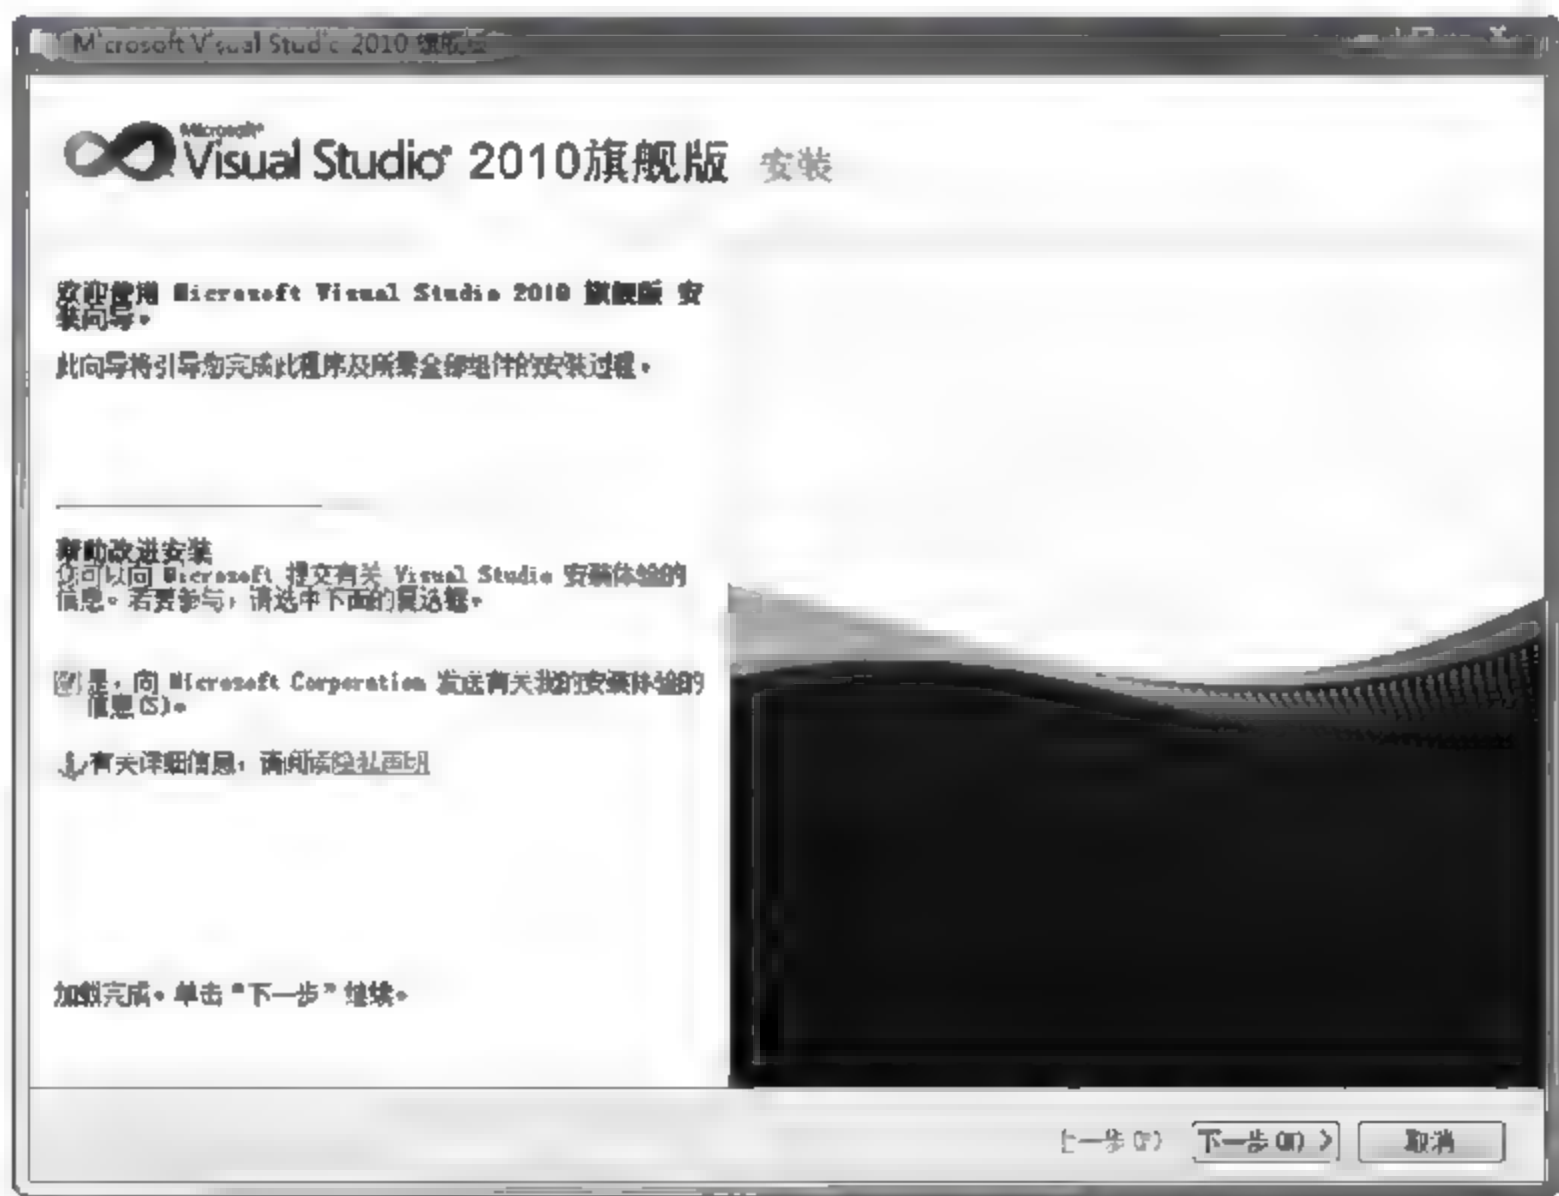 Microsoft Visual Studio 2010 旗舰版
Microsoft®
Visual Studio® 2010旗舰版 安装
欢迎使用 Microsoft Visual Studio 2010 旗舰版 安
装向导。
此向导将引导您完成此程序及所需全部组件的安装过程。
帮助改进安装
您可以向 Microsoft 提交有关 Visual Studio 安装体验的
信息。若要参与，请选中下面的复选框。
是，向 Microsoft Corporation 发送有关我的安装体验的
信息(S)。
有关详细信息，请阅读隐私声明
加载完成。单击“下一步”继续。
上一步(P) 下一步(N) > 取消